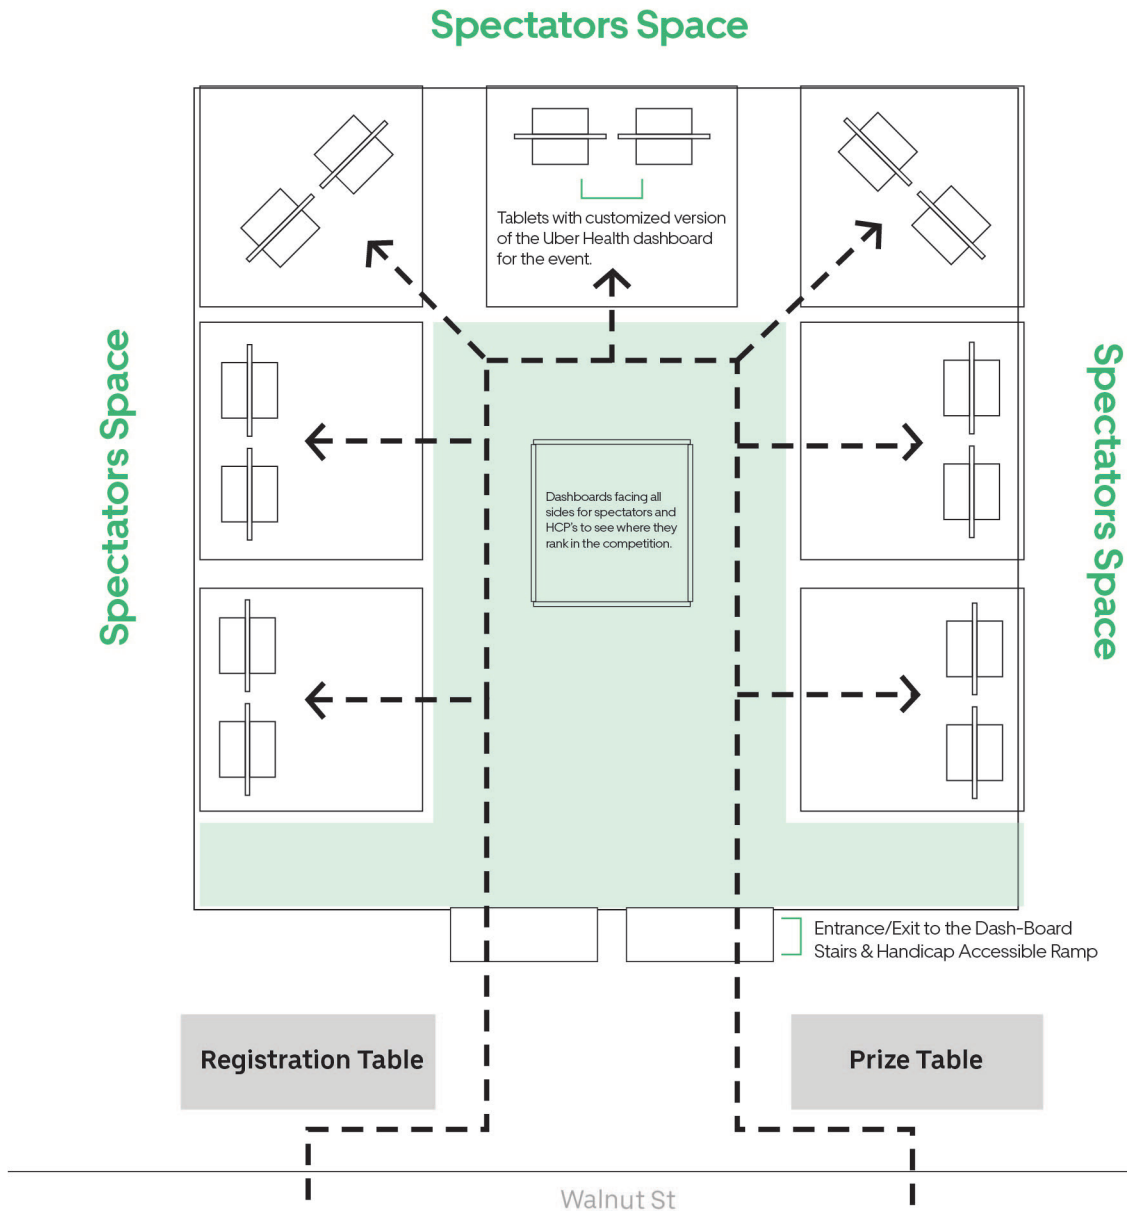 Spectators Space
Tablets with customized version
of the Uber Health dashboard
for the event.
Spectators Space
Spectators Space
Dashboards facing all
sides for spectators and
HCP's to see where they
rank in the competition.
Entrance/Exit to the Dash-Board
Stairs & Handicap Accessible Ramp
Registration Table
Prize Table
Walnut St